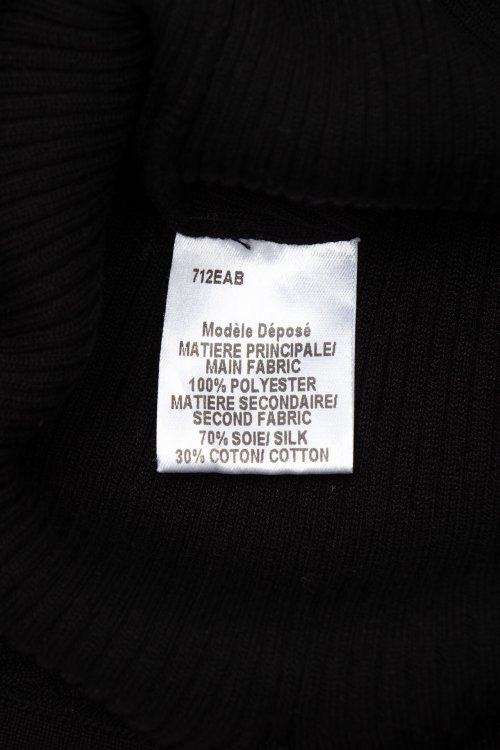 712EAB
Modèle Déposé
MATIERE PRINCIPALE/
MAIN FABRIC
100% POLYESTER
MATIERE SECONDAIRE/
SECOND FABRIC
70% SOIE/ SILK
30% COTON/ COTTON